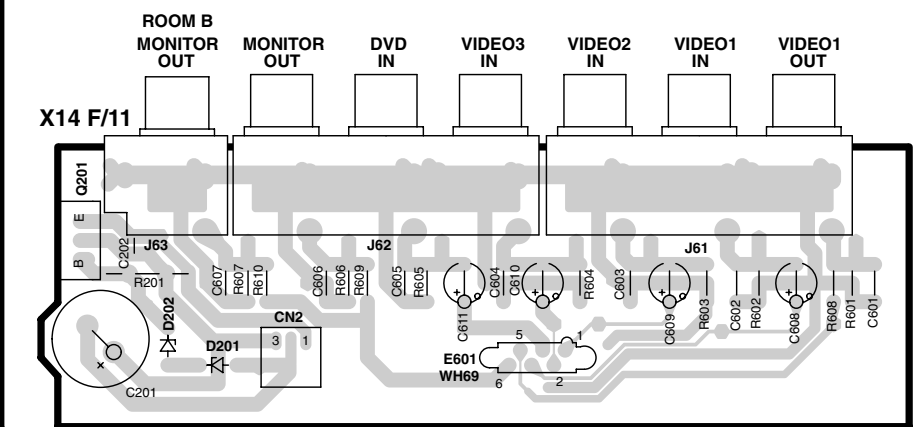 ROOM B
MONITOR
OUT
MONITOR
OUT
DVD
IN
VIDEO3
IN
VIDEO2
IN
VIDEO1
IN
VIDEO1
OUT
X14 F/11
Q201
E
B
C202
R201
J63
J62
J61
C607
R607
R610
C606
R606
R609
C605
R605
C611
C604
C610
R604
C603
C609
R603
C602
R602
C608
R608
R601
C601
D202
D201
CN2
3 1
C201
E601
WH69
5 1
6 2